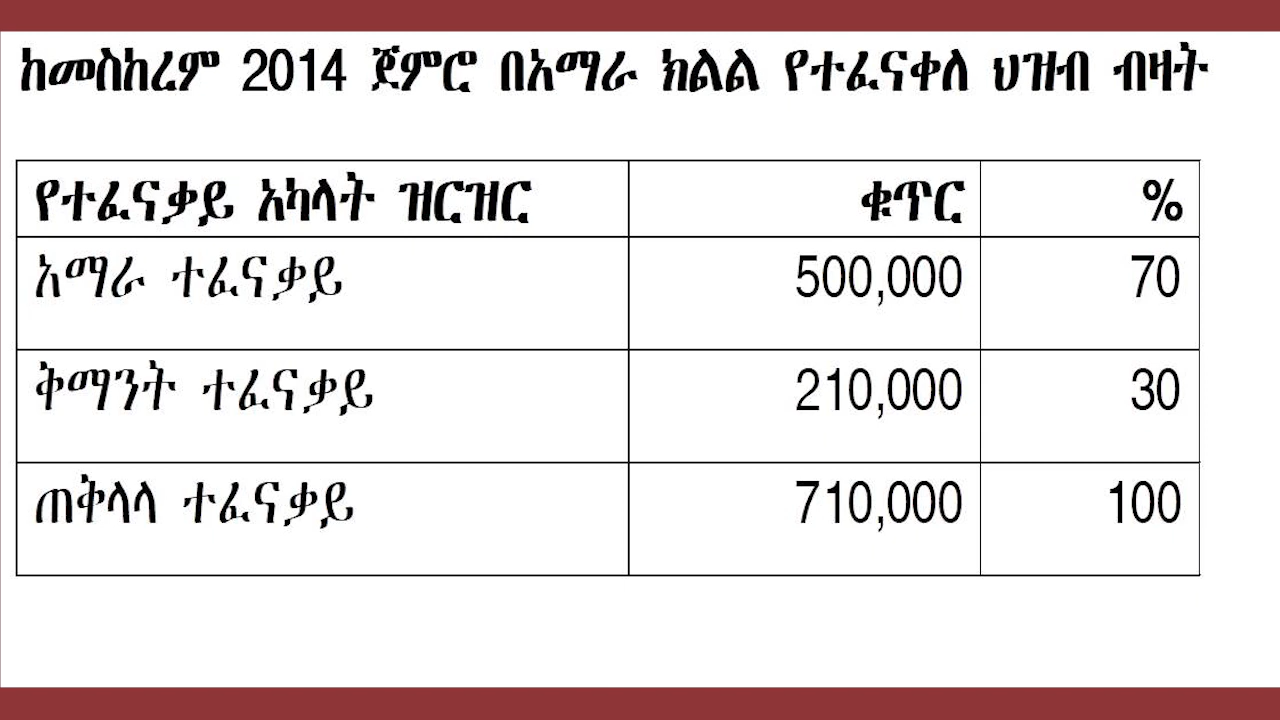 ከመስከረም 2014 ጀምሮ በአማራ ክልል የተፈናቀለ ህዝብ ብዛት
የተፈናቃይ አካላት ዝርዝር ቁጥር %
አማራ ተፈናቃይ 500,000 70
ቅማንት ተፈናቃይ 210,000 30
ጠቅላላ ተፈናቃይ 710,000 100